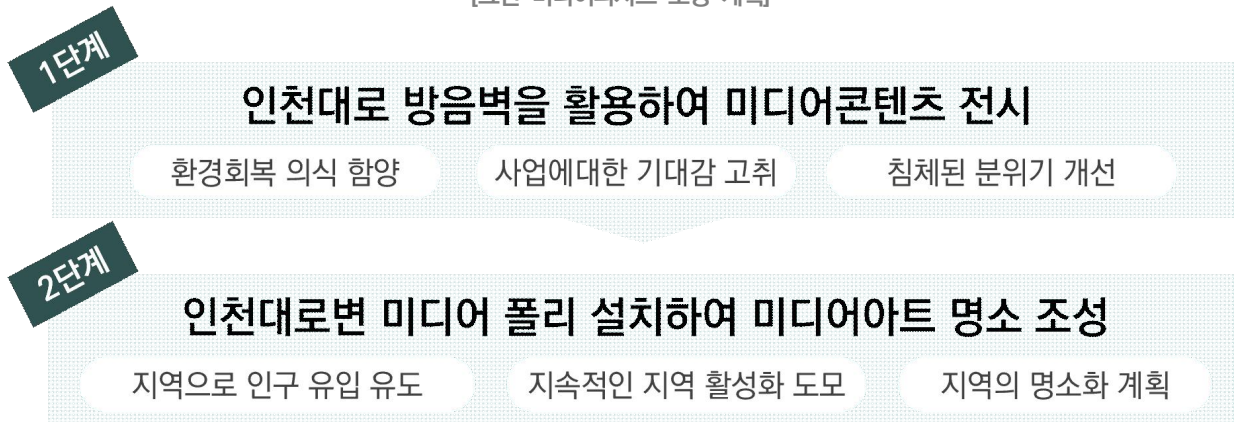 1단계
인천대로 방음벽을 활용하여 미디어콘텐츠 전시
환경회복 의식 함양 사업에대한 기대감 고취 침체된 분위기 개선
2단계
인천대로변 미디어 폴리 설치하여 미디어아트 명소 조성
지역으로 인구 유입 유도 지속적인 지역 활성화 도모 지역의 명소화 계획